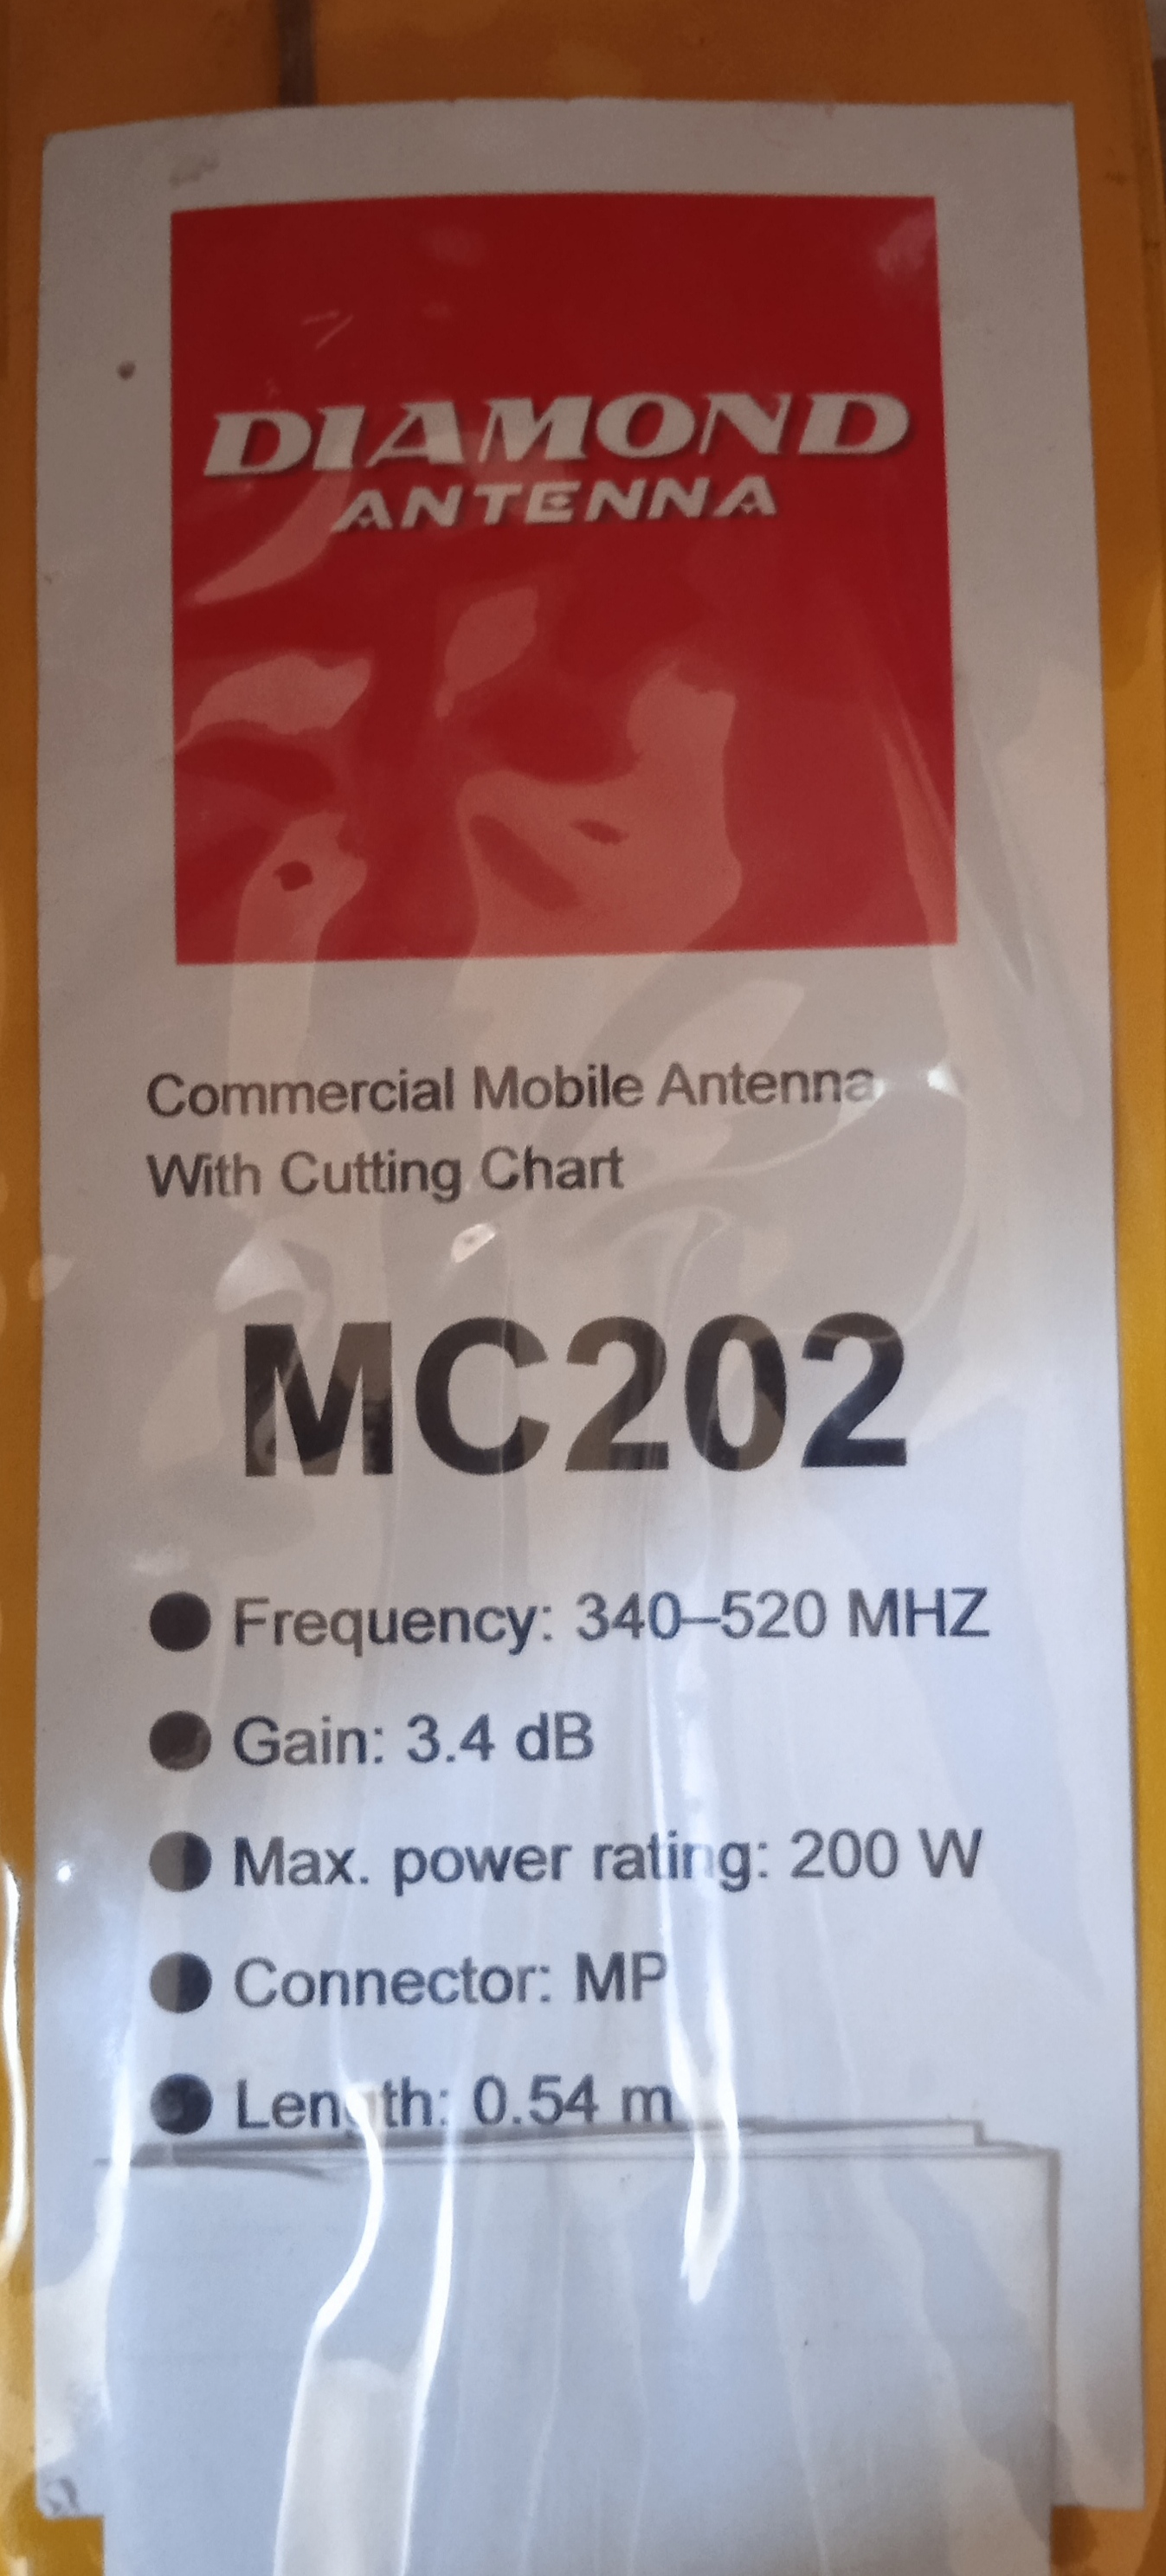 DIAMOND
ANTENNA
Commercial Mobile Antenna
With Cutting Chart
MC202
● Frequency: 340–520 MHZ
● Gain: 3.4 dB
● Max. power rating: 200 W
● Connector: MP
● Length: 0.54 m